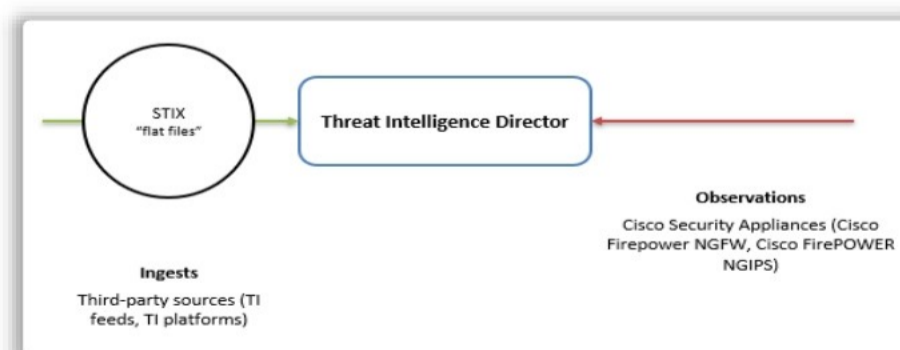 STIX
“flat files”
Threat Intelligence Director
Observations
Cisco Security Appliances (Cisco
Firepower NGFW, Cisco FirePOWER
NGIPS)
Ingests
Third-party sources (TI
feeds, TI platforms)